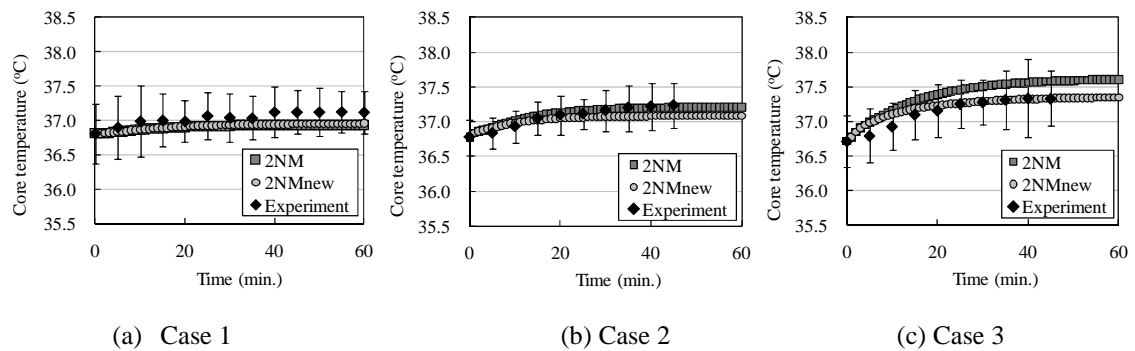 38.5
38.0
37.5
37.0
36.5
36.0
35.5
Core temperature (°C)
2NM
2NMnew
Experiment
0 20 40 60
Time (min.)
(a) Case 1
38.5
38.0
37.5
37.0
36.5
36.0
35.5
Core temperature (°C)
2NM
2NMnew
Experiment
0 20 40 60
Time (min.)
(b) Case 2
38.5
38.0
37.5
37.0
36.5
36.0
35.5
Core temperature (°C)
2NM
2NMnew
Experiment
0 20 40 60
Time (min.)
(c) Case 3